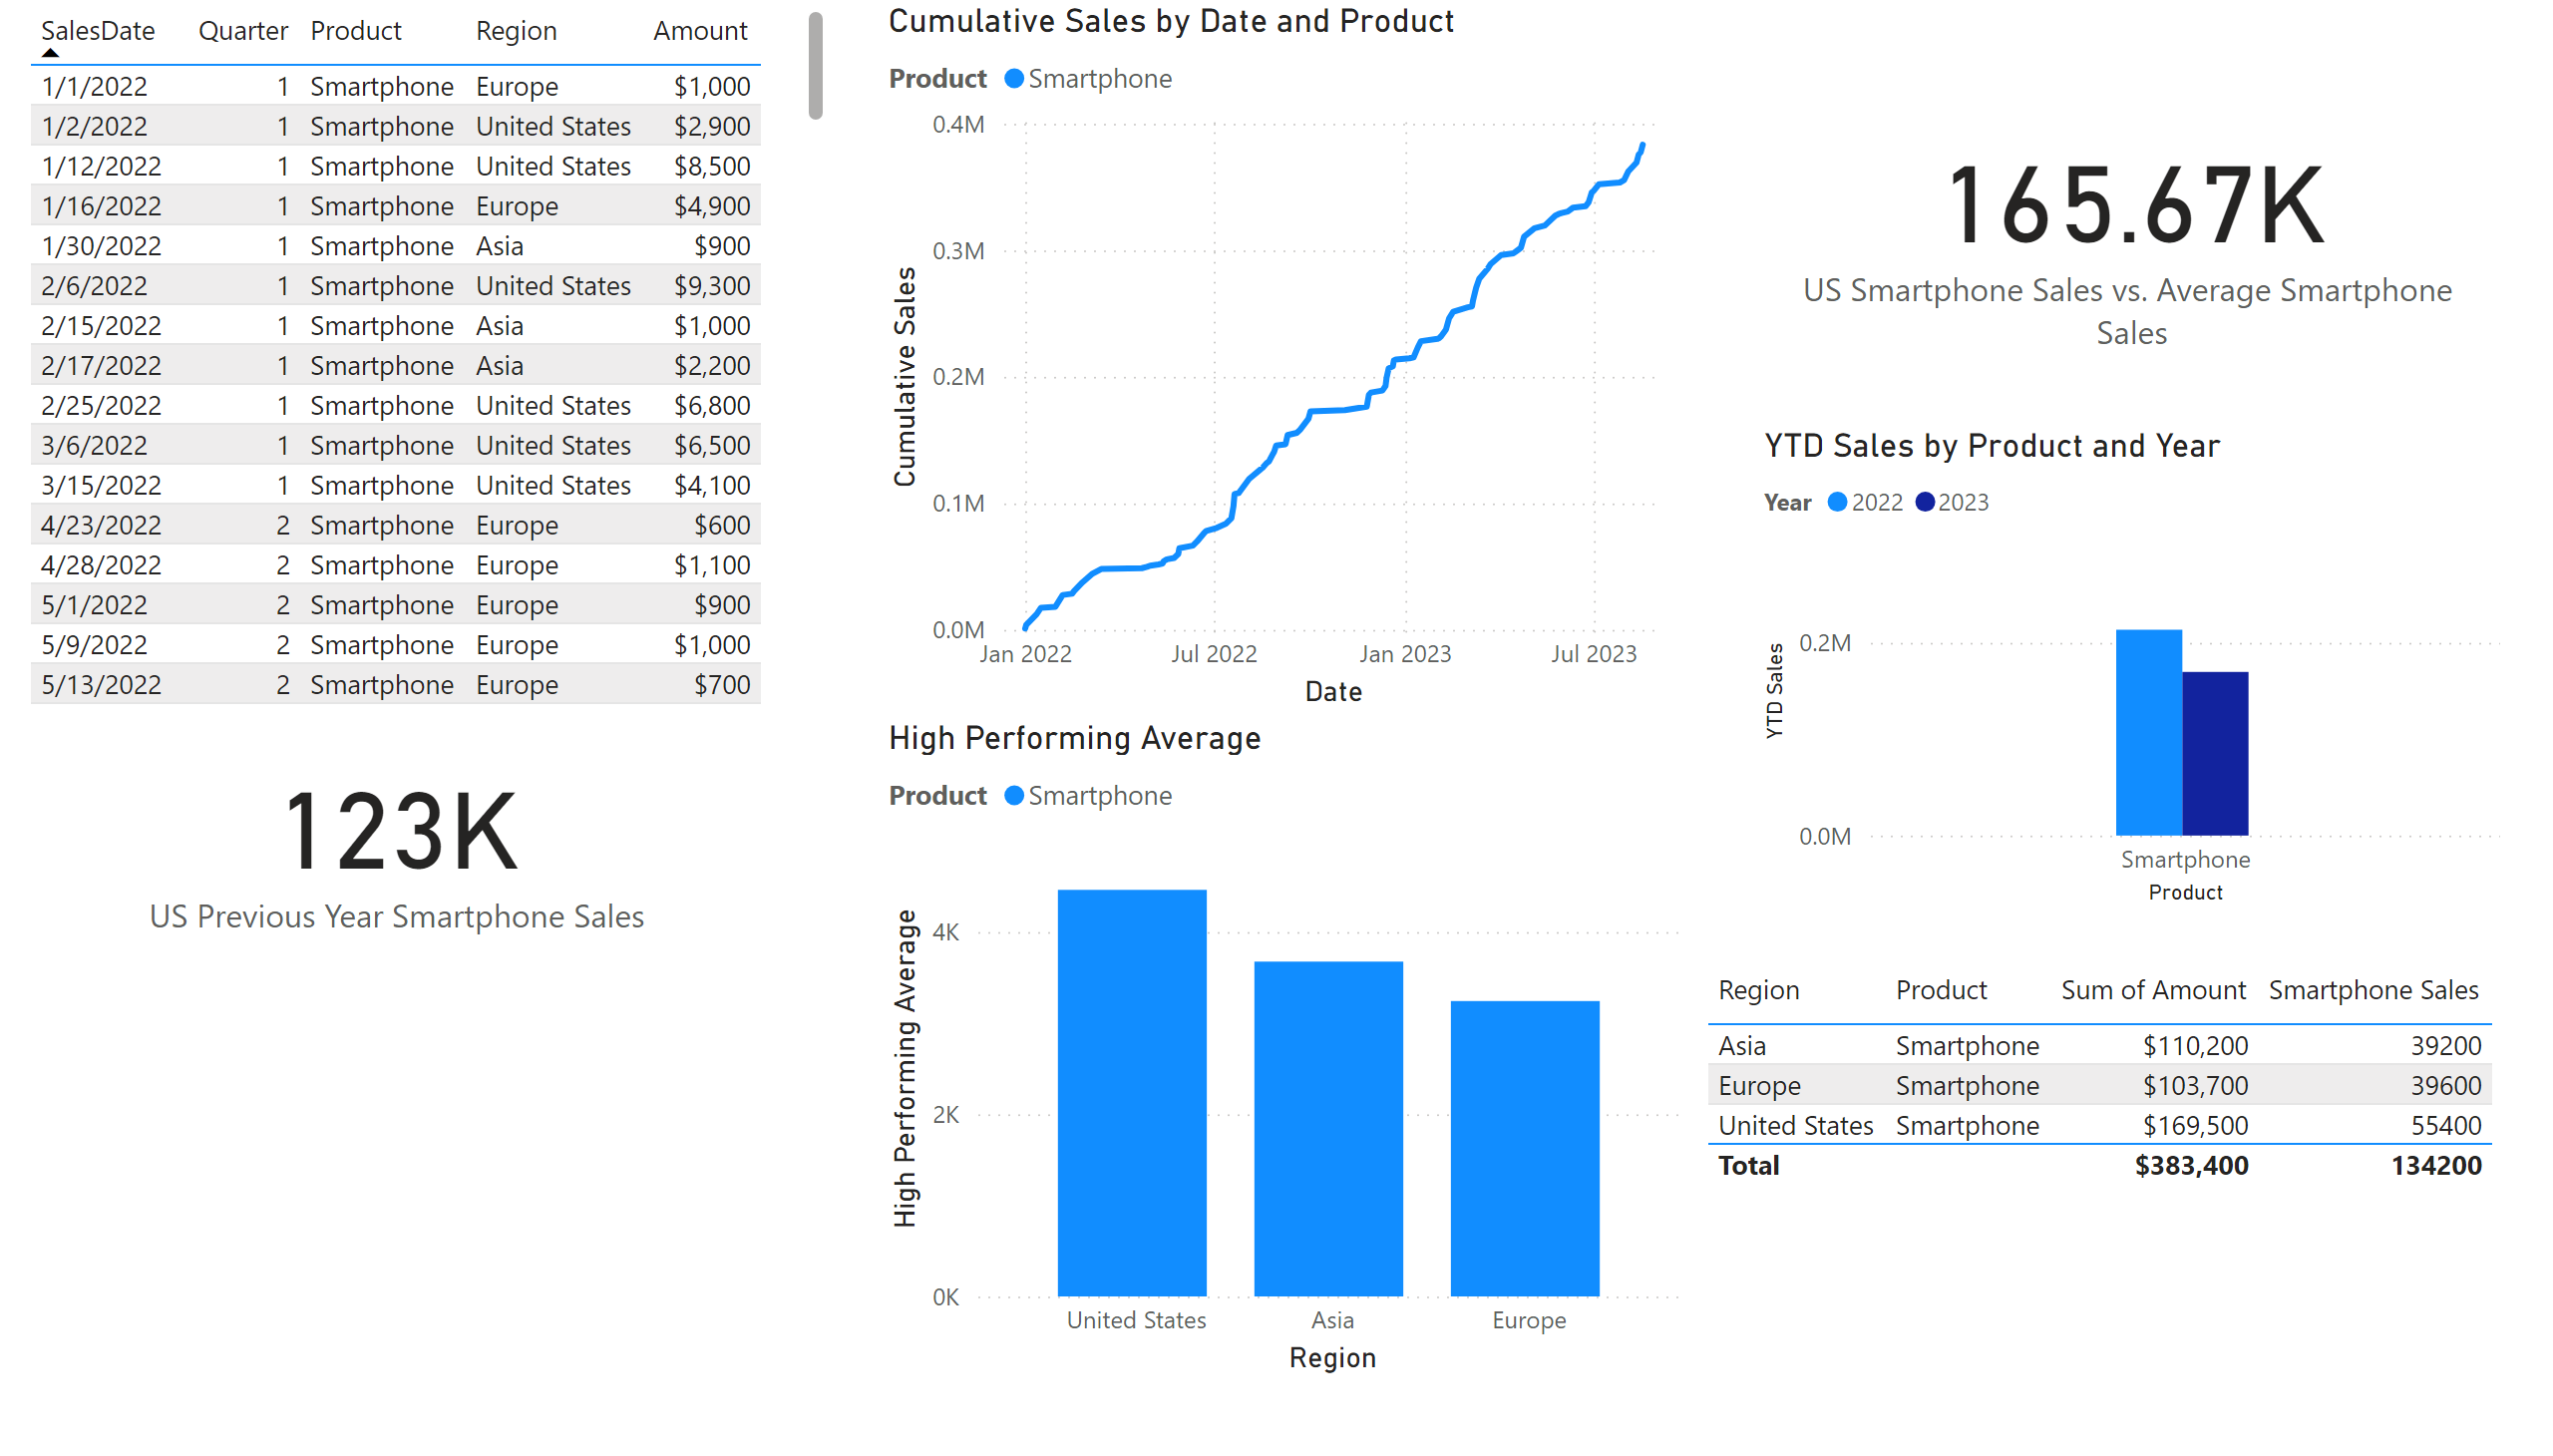 SalesDate Quarter Product Region Amount
1/1/2022 1 Smartphone Europe $1,000
1/2/2022 1 Smartphone United States $2,900
1/12/2022 1 Smartphone United States $8,500
1/16/2022 1 Smartphone Europe $4,900
1/30/2022 1 Smartphone Asia $900
2/6/2022 1 Smartphone United States $9,300
2/15/2022 1 Smartphone Asia $1,000
2/17/2022 1 Smartphone Asia $2,200
2/25/2022 1 Smartphone United States $6,800
3/6/2022 1 Smartphone United States $6,500
3/15/2022 1 Smartphone United States $4,100
4/23/2022 2 Smartphone Europe $600
4/28/2022 2 Smartphone Europe $1,100
5/1/2022 2 Smartphone Europe $900
5/9/2022 2 Smartphone Europe $1,000
5/13/2022 2 Smartphone Europe $700
123K
US Previous Year Smartphone Sales
Cumulative Sales by Date and Product
Product Smartphone
Cumulative Sales
0.4M
0.3M
0.2M
0.1M
0.0M
Jan 2022 Jul 2022 Jan 2023 Jul 2023
Date
High Performing Average
Product Smartphone
High Performing Average
4K
2K
0K
United States Asia Europe
Region
165.67K
US Smartphone Sales vs. Average Smartphone
Sales
YTD Sales by Product and Year
Year 2022 2023
YTD Sales
0.2M
0.0M
Smartphone
Product
Region Product Sum of Amount Smartphone Sales
Asia Smartphone $110,200 39200
Europe Smartphone $103,700 39600
United States Smartphone $169,500 55400
Total $383,400 134200